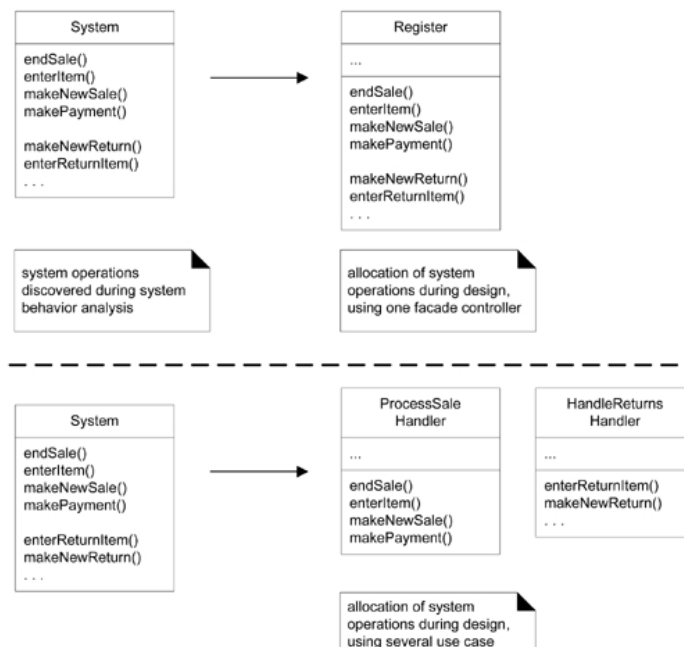 System
endSale()
enterItem()
makeNewSale()
makePayment()
makeNewReturn()
enterReturnItem()
. . .
Register
...
endSale()
enterItem()
makeNewSale()
makePayment()
makeNewReturn()
enterReturnItem()
. . .
system operations
discovered during system
behavior analysis
allocation of system
operations during design,
using one facade controller
System
endSale()
enterItem()
makeNewSale()
makePayment()
enterReturnItem()
makeNewReturn()
. . .
ProcessSale
Handler
...
endSale()
enterItem()
makeNewSale()
makePayment()
HandleReturns
Handler
...
enterReturnItem()
makeNewReturn()
. . .
allocation of system
operations during design,
using several use case